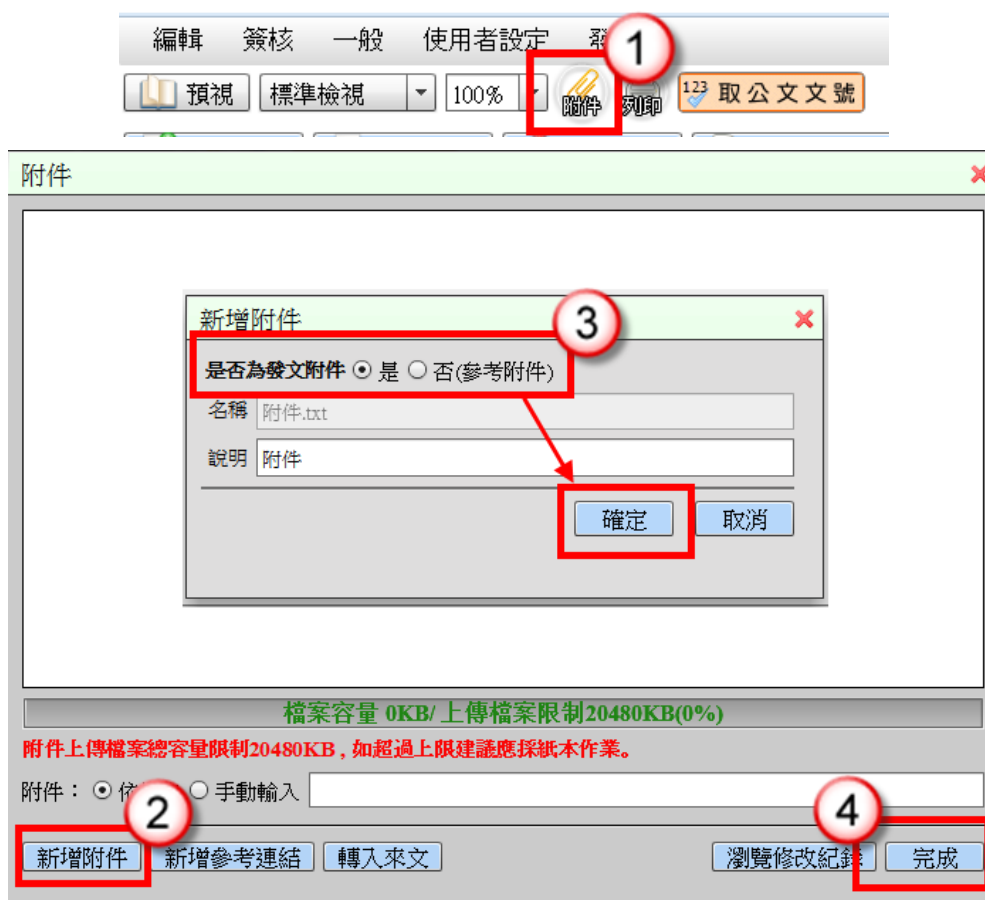 編輯 簽核 一般 使用者設定
1
預視 標準檢視 100% 附件 列印 123 取公文文號
附件
新增附件
3
是否為發文附件 是 否(參考附件)
名稱 附件.txt
說明 附件
確定 取消
檔案容量 0KB/上傳檔案限制20480KB(0%)
附件上傳檔案總容量限制20480KB，如超過上限建議應採紙本作業。
附件： 手動輸入
2
4
新增附件 新增參考連結 轉入來文 瀏覽修改紀錄 完成